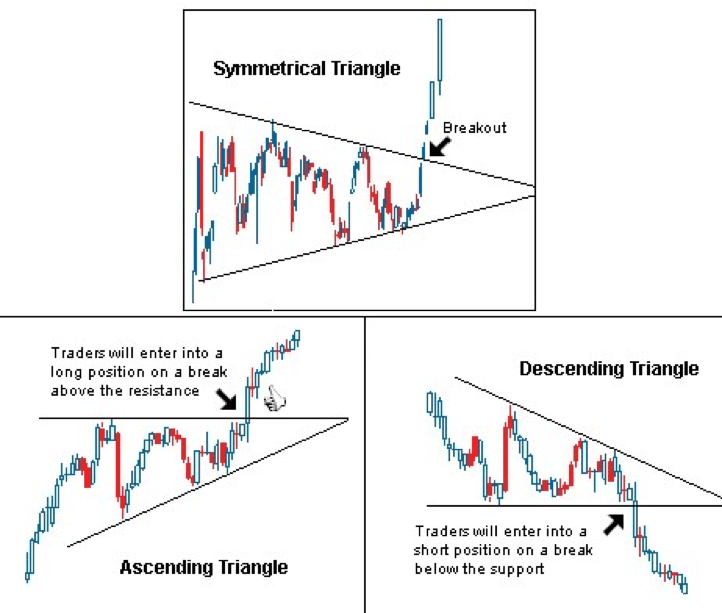 Symmetrical Triangle
Breakout
Traders will enter into a
long position on a break
above the resistance
Ascending Triangle
Descending Triangle
Traders will enter into a
short position on a break
below the support